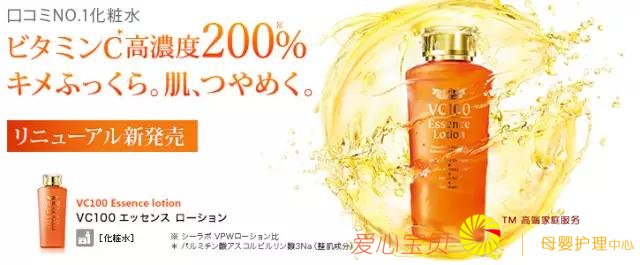 口コミNO.1化粧水
ビタミンC*高濃度200%※
キメふっくら。肌、つやめく。
リニューアル新発売
VC100
Essence
Lotion
VC100 Essence lotion
VC100 エッセンス ローション
[化粧水]
※ シーラボ VPWローション比
* パルミチン酸アスコルビルリン酸3Na (整肌成分)
爱心宝贝
TM 高端家庭服务
母婴护理中心